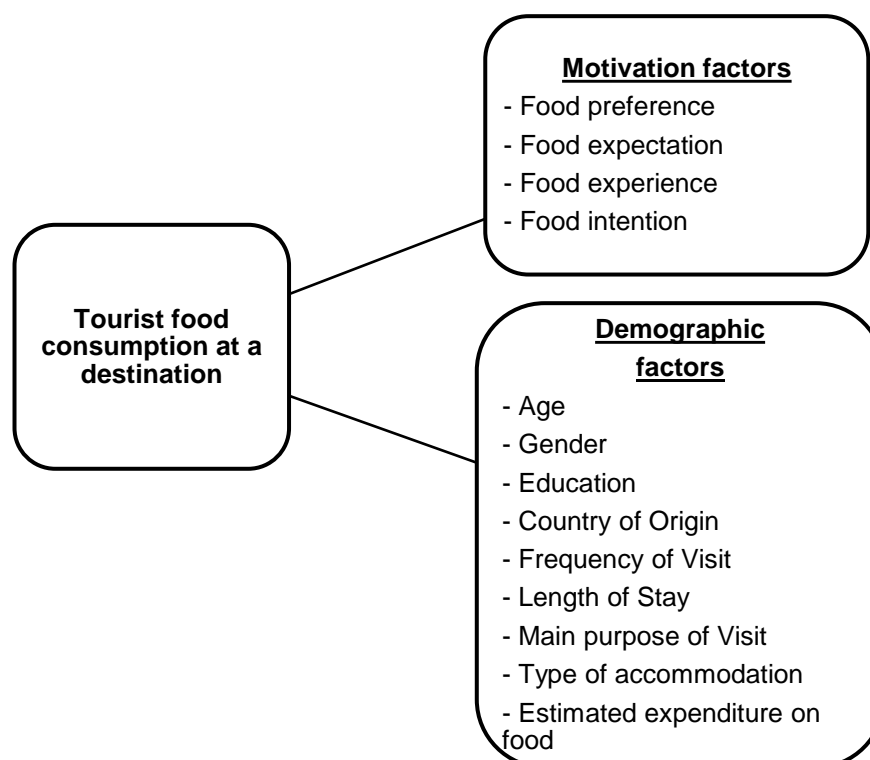 Tourist food
consumption at a
destination
Motivation factors
- Food preference
- Food expectation
- Food experience
- Food intention
Demographic
factors
- Age
- Gender
- Education
- Country of Origin
- Frequency of Visit
- Length of Stay
- Main purpose of Visit
- Type of accommodation
- Estimated expenditure on
food